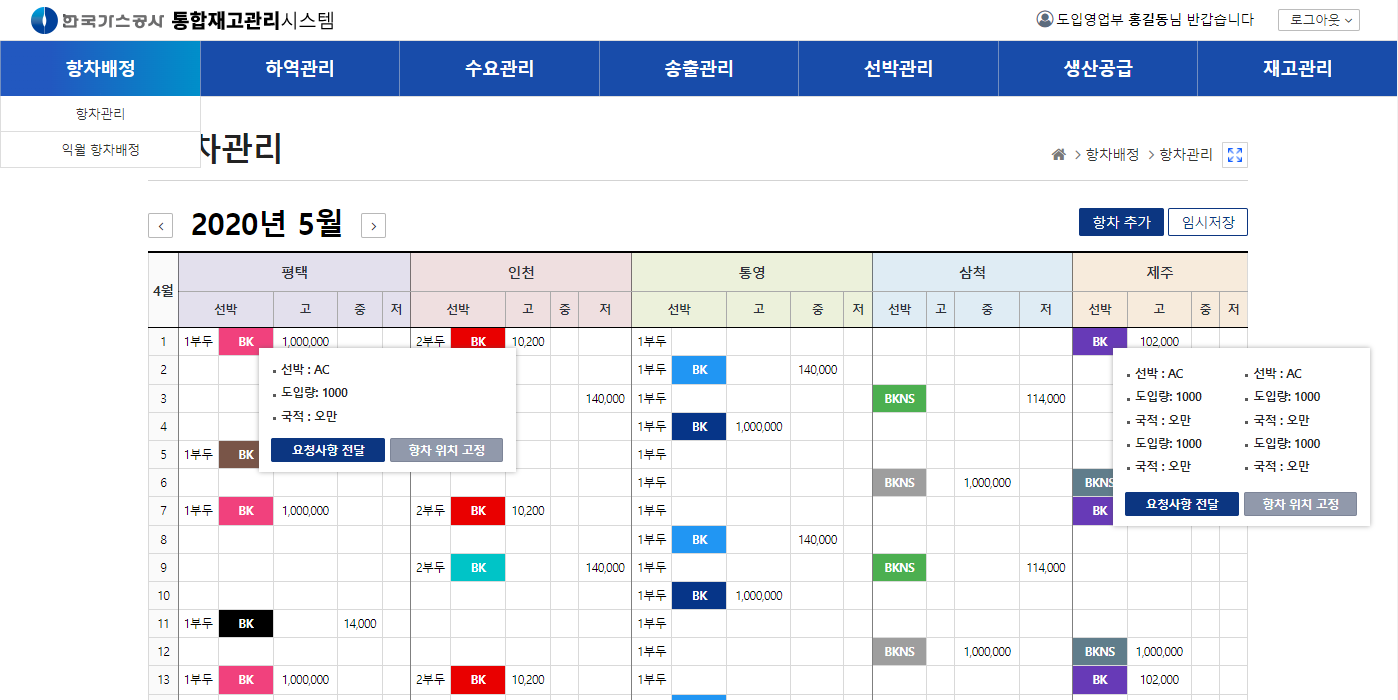 한국가스공사 통합재고관리시스템
도입영업부 홍길동님 반갑습니다 로그아웃
항차배정 하역관리 수요관리 송출관리 선박관리 생산공급 재고관리
항차관리
익월 항차배정
차관리
항차배정 항차관리
2020년 5월
항차 추가 임시저장
4월 평택 인천 통영 삼척 제주
선박 고 중 저 선박 고 중 저 선박 고 중 저 선박 고 중 저 선박 고 중 저
1 1부두 BK 1,000,000 2부두 BK 10,200 1부두 BK 102,000
2 1부두 BK 140,000
3 140,000 1부두 BKNS 114,000
4 1부두 BK 1,000,000
5 1부두 BK 1부두
6 1부두 BKNS 1,000,000 BKNS
7 1부두 BK 1,000,000 2부두 BK 10,200 1부두 BK
8 1부두 BK 140,000
9 2부두 BK 140,000 1부두 BKNS 114,000
10 1부두 BK 1,000,000
11 1부두 BK 14,000 1부두
12 1부두 BKNS 1,000,000 BKNS 1,000,000
13 1부두 BK 1,000,000 2부두 BK 10,200 1부두 BK 102,000
선박 : AC
도입량: 1000
국적 : 오만
요청사항 전달 항차 위치 고정
선박 : AC 선박 : AC
도입량: 1000 도입량: 1000
국적 : 오만 국적 : 오만
도입량: 1000 도입량: 1000
국적 : 오만 국적 : 오만
요청사항 전달 항차 위치 고정